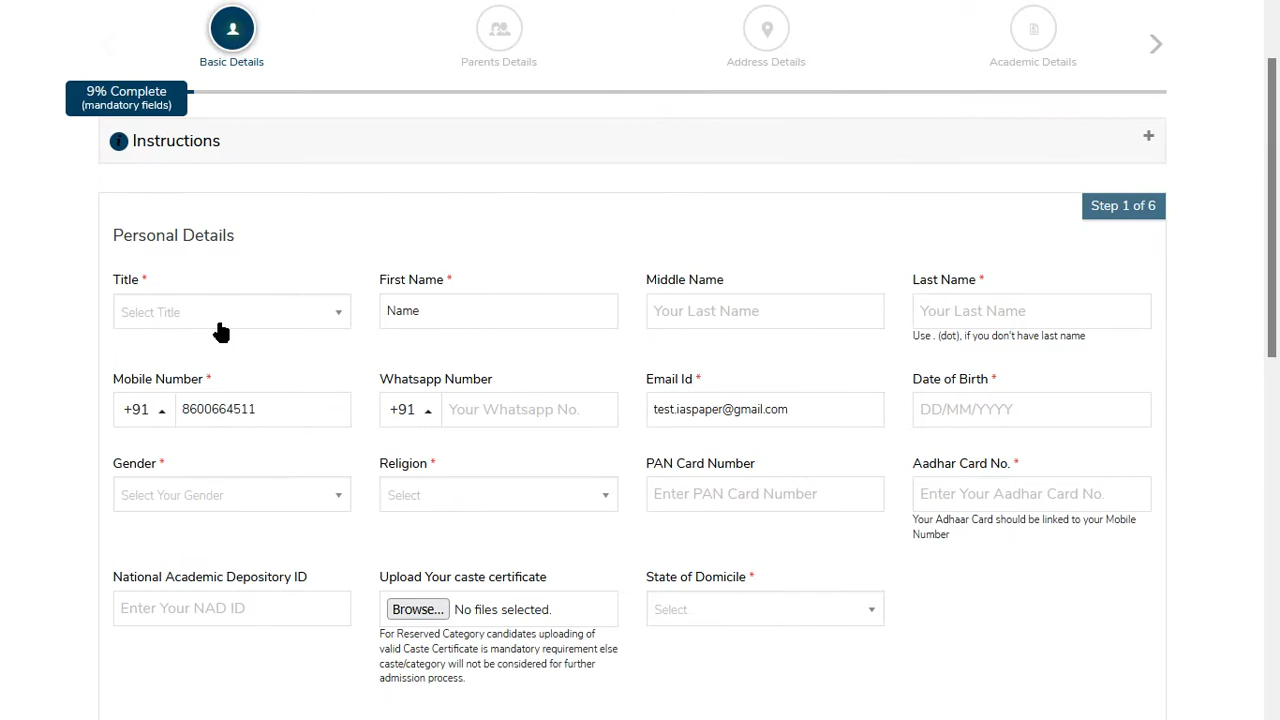 Basic Details
Parents Details
Address Details
Academic Details
9% Complete
(mandatory fields)
Instructions
Step 1 of 6
Personal Details
Title *
First Name *
Middle Name
Last Name *
Select Title
Name
Your Last Name
Your Last Name
Use . (dot), if you don't have last name
Mobile Number *
Whatsapp Number
Email Id *
Date of Birth *
+91
8600664511
+91
Your Whatsapp No.
test.iaspaper@gmail.com
DD/MM/YYYY
Gender *
Religion *
PAN Card Number
Aadhar Card No. *
Select Your Gender
Select
Enter PAN Card Number
Enter Your Aadhar Card No.
Your Adhaar Card should be linked to your Mobile
Number
National Academic Depository ID
Upload Your caste certificate
State of Domicile *
Enter Your NAD ID
Browse... No files selected.
Select
For Reserved Category candidates uploading of
valid Caste Certificate is mandatory requirement else
caste/category will not be considered for further
admission process.